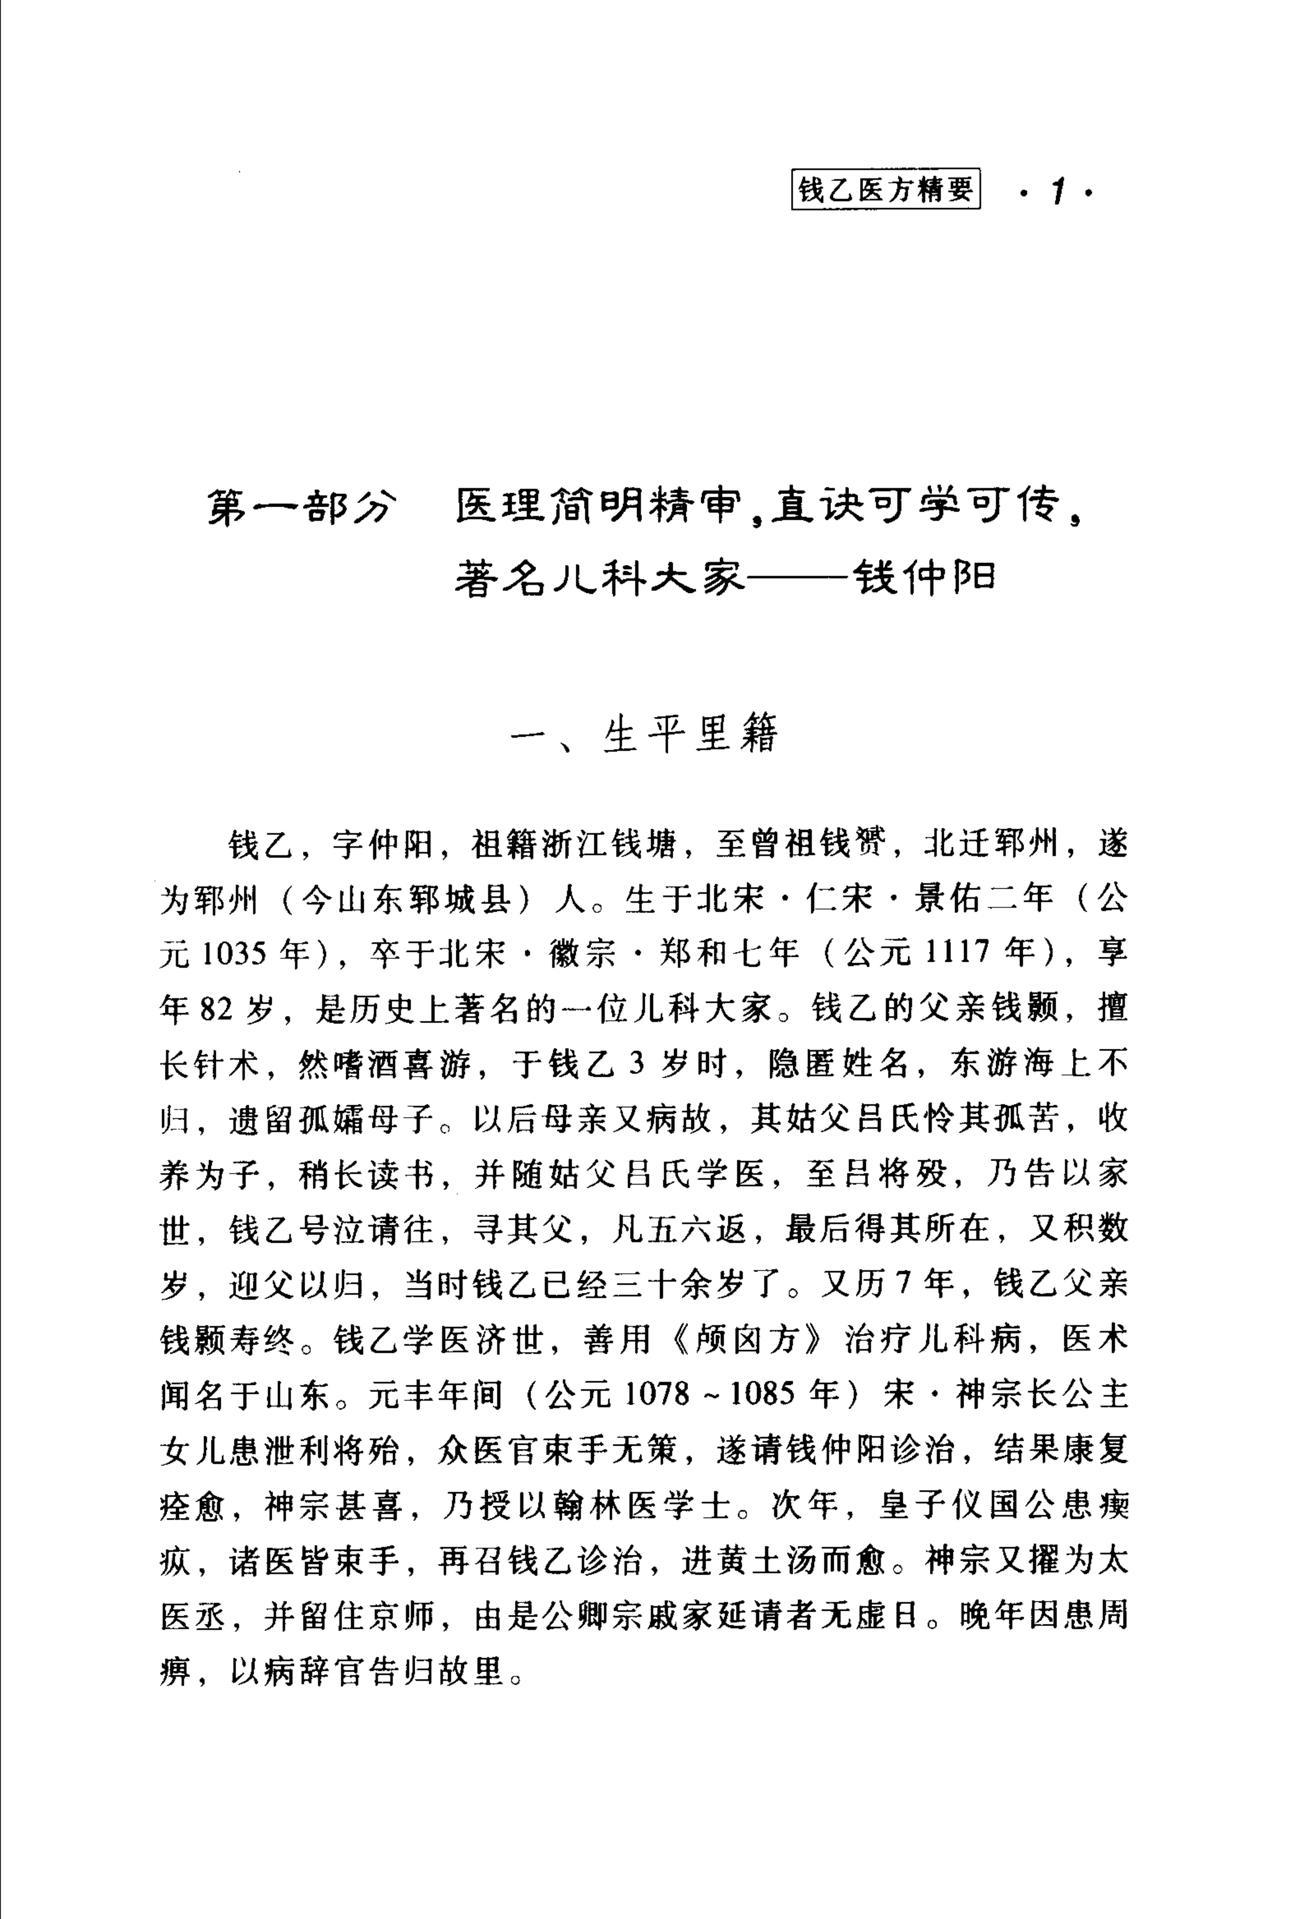 钱乙医方精要 ·1·
第一部分 医理简明精审,直诀可学可传,
著名儿科大家——钱仲阳
一、生平里籍
钱乙，字仲阳，祖籍浙江钱塘，至曾祖钱赟，北迁郓州，遂
为郓州（今山东郓城县）人。生于北宋·仁宋·景佑二年（公
元1035年），卒于北宋·徽宗·郑和七年（公元1117年），享
年82岁，是历史上著名的一位儿科大家。钱乙的父亲钱颢，擅
长针术，然嗜酒喜游，于钱乙3岁时，隐匿姓名，东游海上不
归，遗留孤孀母子。以后母亲又病故，其姑父吕氏怜其孤苦，收
养为子，稍长读书，并随姑父吕氏学医，至吕将殁，乃告以家
世，钱乙号泣请往，寻其父，凡五六返，最后得其所在，又积数
岁，迎父以归，当时钱乙已经三十余岁了。又历7年，钱乙父亲
钱颢寿终。钱乙学医济世，善用《颅囟方》治疗儿科病，医术
闻名于山东。元丰年间（公元1078～1085年）宋·神宗长公主
女儿患泄利将殆，众医官束手无策，遂请钱仲阳诊治，结果康复
痊愈，神宗甚喜，乃授以翰林医学士。次年，皇子仪国公患瘈
疭，诸医皆束手，再召钱乙诊治，进黄土汤而愈。神宗又擢为太
医丞，并留住京师，由是公卿宗戚家延请者无虚日。晚年因患周
痹，以病辞官告归故里。